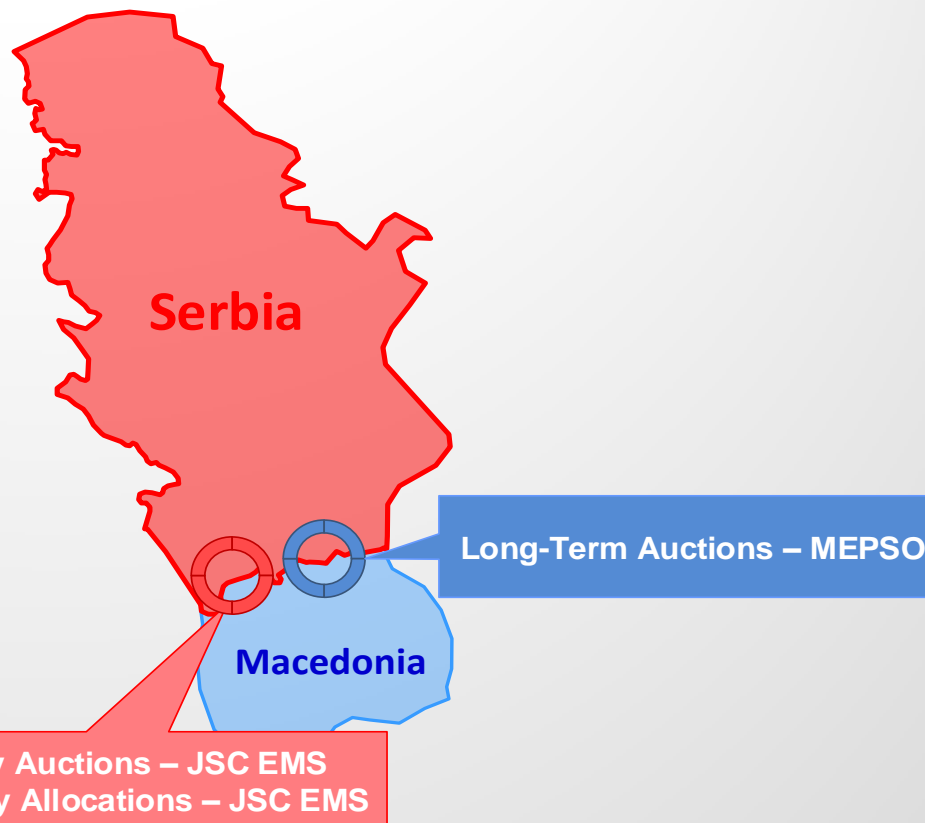 Serbia
Long-Term Auctions – MEPSO
Macedonia
Auctions – JSC EMS
Allocations – JSC EMS